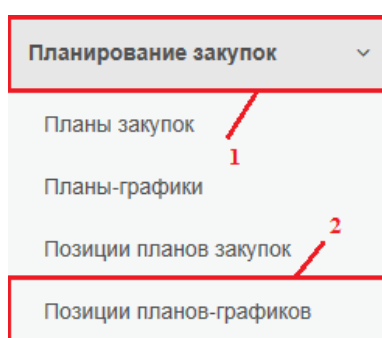 Планирование закупок
Планы закупок
1
Планы-графики
2
Позиции планов закупок
Позиции планов-графиков